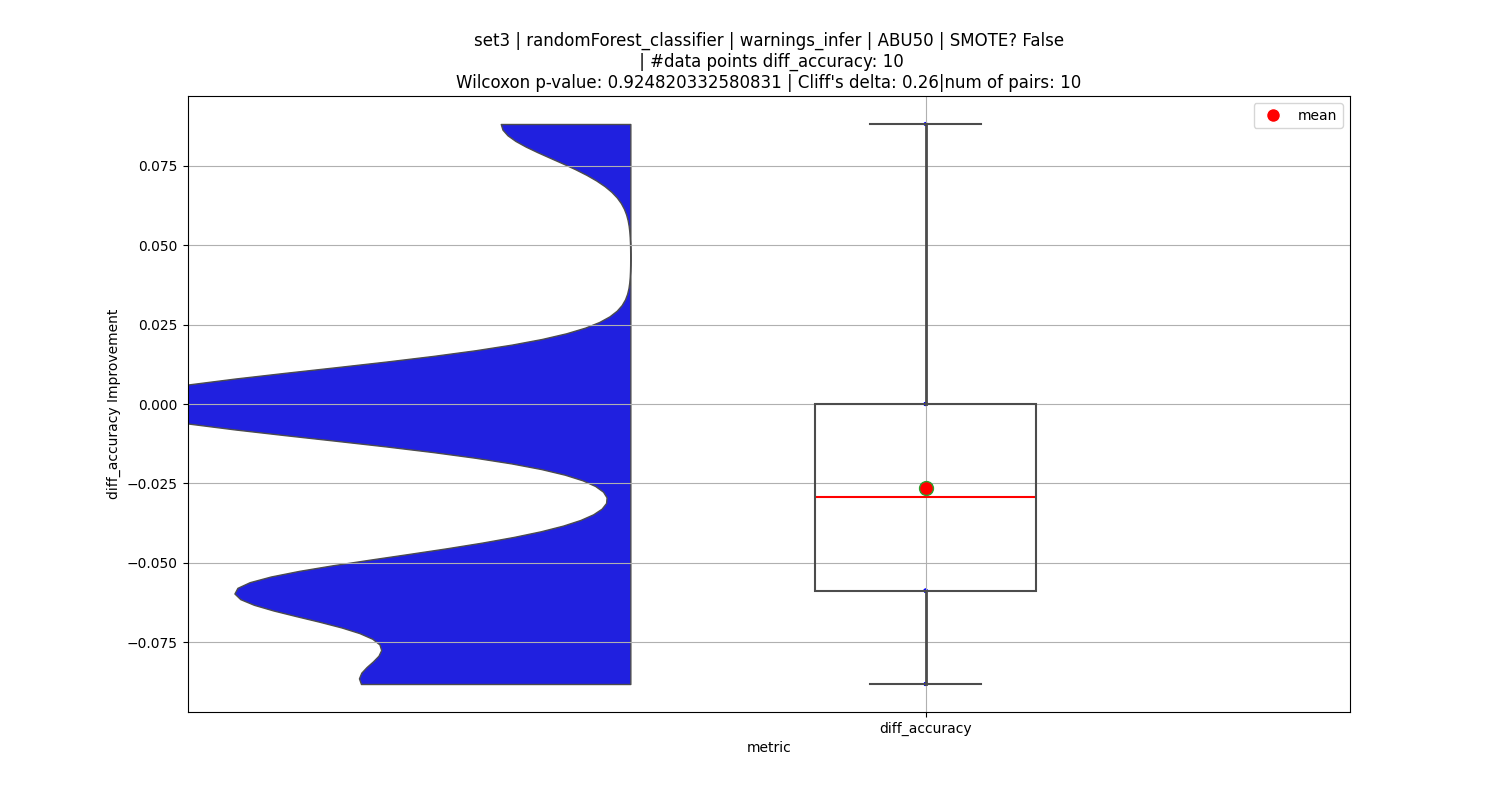 set3 | randomForest_classifier | warnings_infer | ABU50 | SMOTE? False
| #data points diff_accuracy: 10
Wilcoxon p-value: 0.924820332580831 | Cliff's delta: 0.26|num of pairs: 10
mean
0.075
0.050
0.025
0.000
−0.025
−0.050
−0.075
diff_accuracy Improvement
diff_accuracy
metric